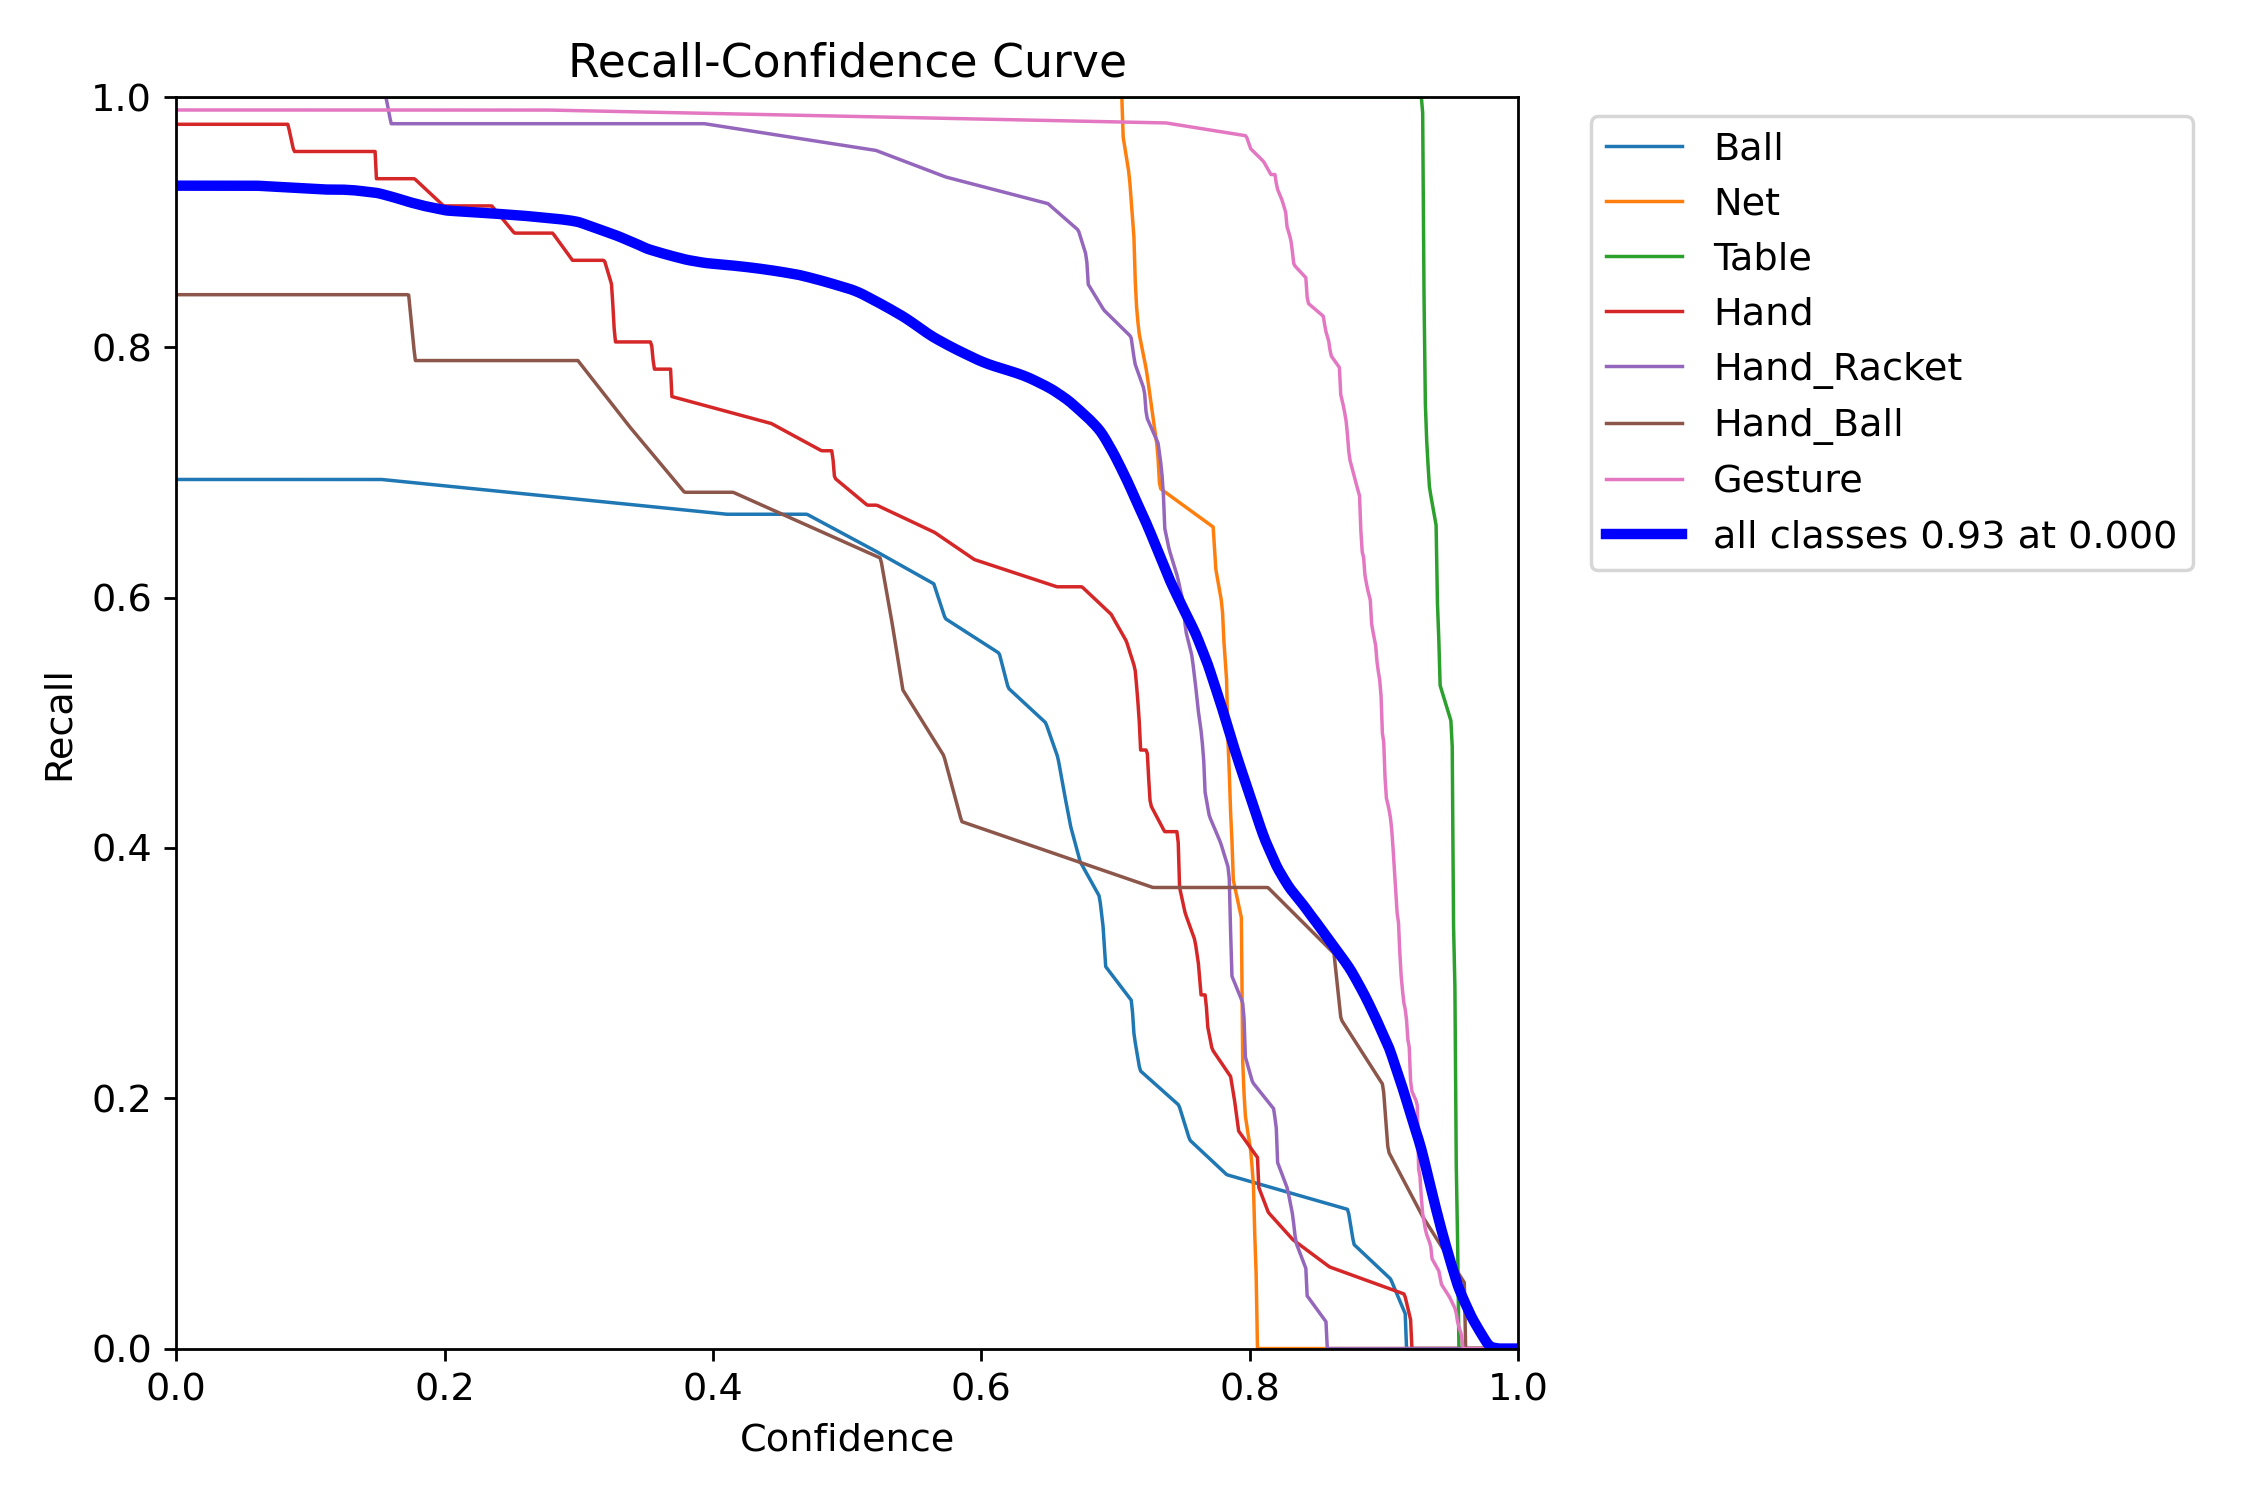 Recall-Confidence Curve
1.0
0.8
0.6
0.4
0.2
0.0
Recall
0.0 0.2 0.4 0.6 0.8 1.0
Confidence
Ball
Net
Table
Hand
Hand_Racket
Hand_Ball
Gesture
all classes 0.93 at 0.000